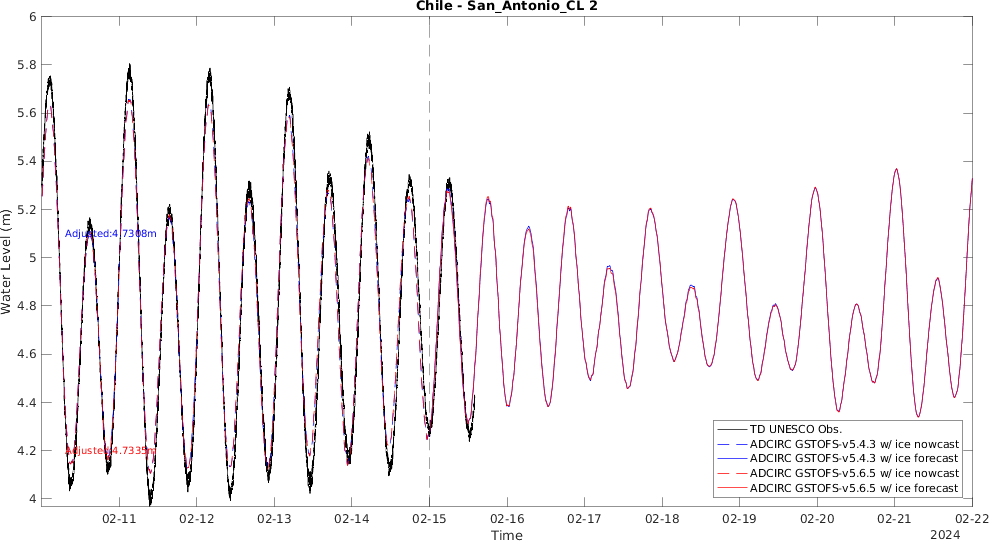 Chile - San_Antonio_CL 2
Water Level (m)
6
5.8
5.6
5.4
5.2
5
4.8
4.6
4.4
4.2
4
Adjusted:4.7308m
Adjusted:4.7335m
TD UNESCO Obs.
ADCIRC GSTOFS-v5.4.3 w/ ice nowcast
ADCIRC GSTOFS-v5.4.3 w/ ice forecast
ADCIRC GSTOFS-v5.6.5 w/ ice nowcast
ADCIRC GSTOFS-v5.6.5 w/ ice forecast
02-11 02-12 02-13 02-14 02-15 02-16 02-17 02-18 02-19 02-20 02-21 02-22
Time
2024